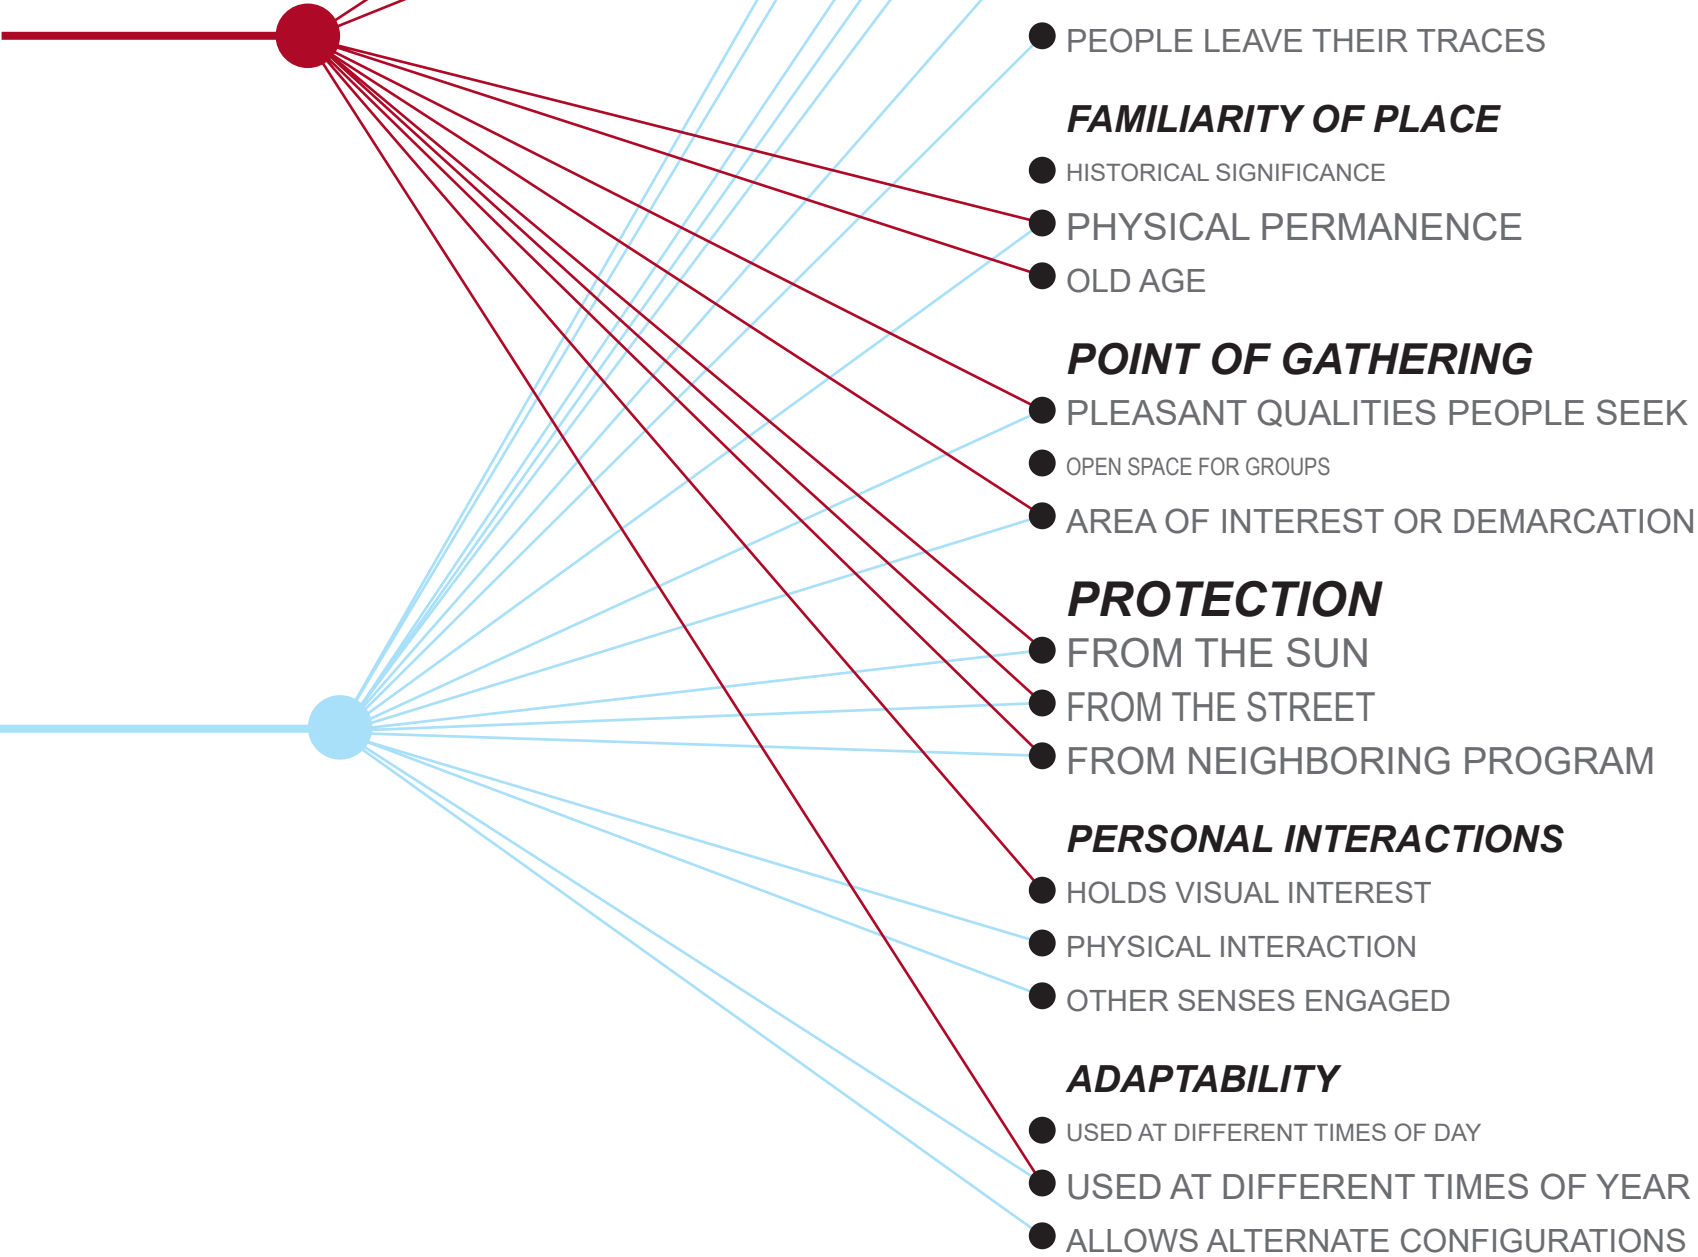 PEOPLE LEAVE THEIR TRACES
FAMILIARITY OF PLACE
HISTORICAL SIGNIFICANCE
PHYSICAL PERMANENCE
OLD AGE
POINT OF GATHERING
PLEASANT QUALITIES PEOPLE SEEK
OPEN SPACE FOR GROUPS
AREA OF INTEREST OR DEMARCATION
PROTECTION
FROM THE SUN
FROM THE STREET
FROM NEIGHBORING PROGRAM
PERSONAL INTERACTIONS
HOLDS VISUAL INTEREST
PHYSICAL INTERACTION
OTHER SENSES ENGAGED
ADAPTABILITY
USED AT DIFFERENT TIMES OF DAY
USED AT DIFFERENT TIMES OF YEAR
ALLOWS ALTERNATE CONFIGURATIONS